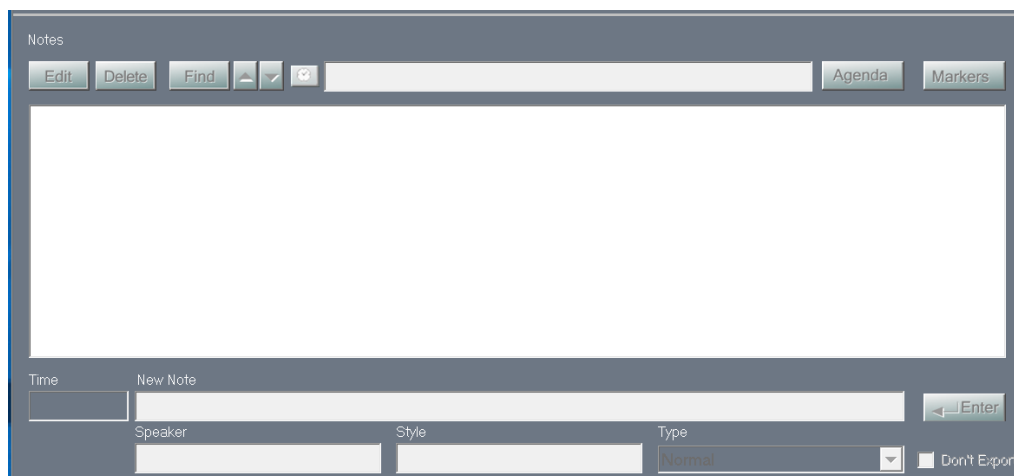 Notes
Edit Delete Find Agenda Markers
Time New Note
Enter
Speaker Style Type
Normal Don't Expor